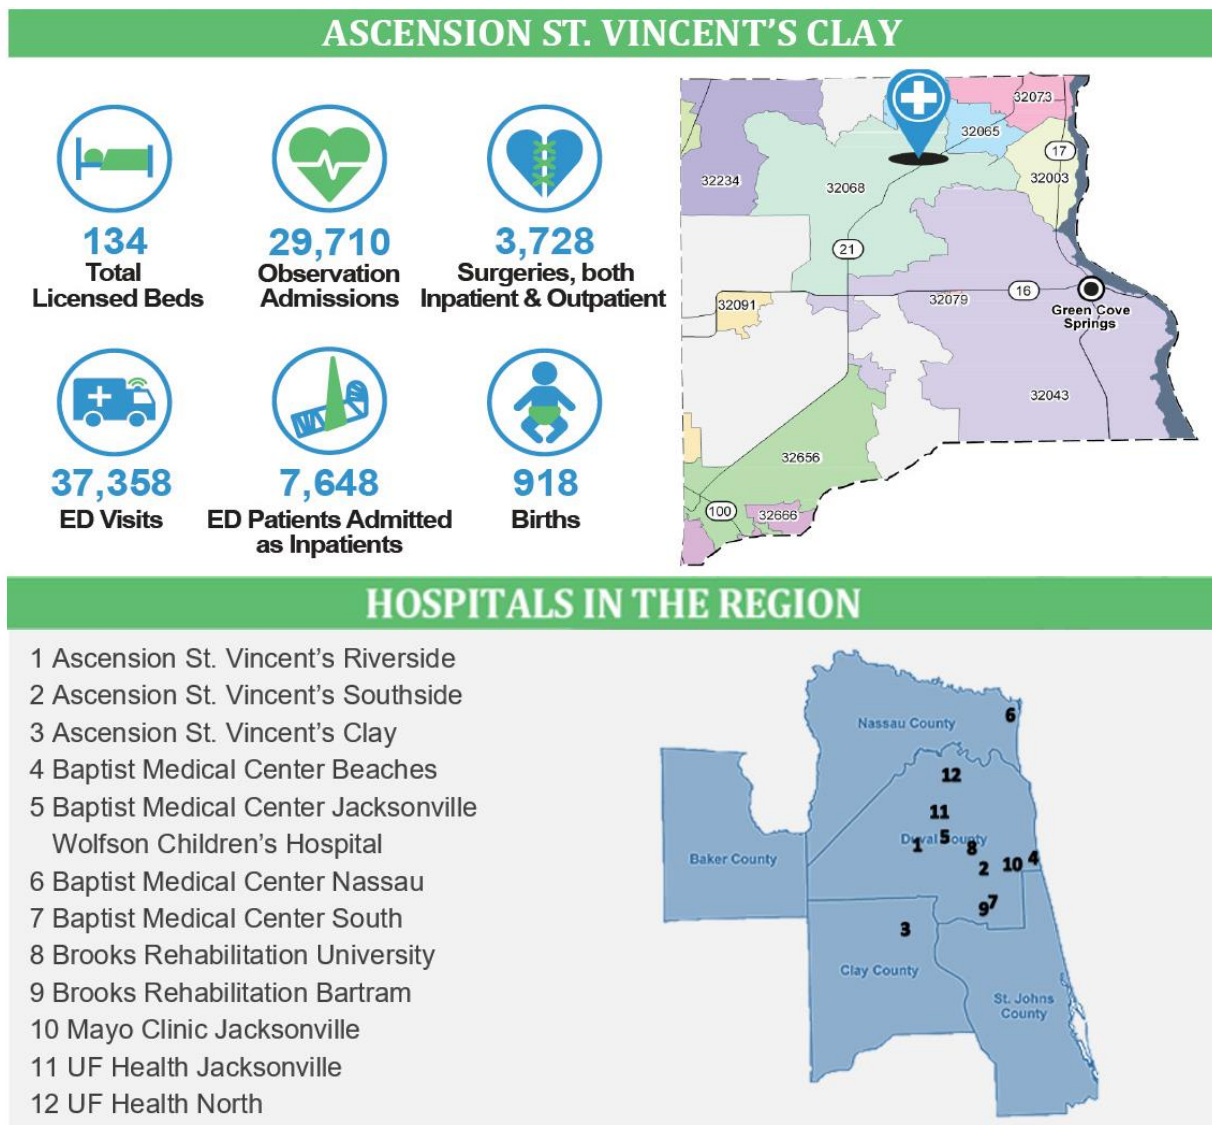 ASCENSION ST. VINCENT'S CLAY
134
Total
Licensed Beds
29,710
Observation
Admissions
3,728
Surgeries, both
Inpatient & Outpatient
37,358
ED Visits
7,648
ED Patients Admitted
as Inpatients
918
Births
32073
32065
17
32003
32234
32068
21
32091
32079
16
Green Cove
Springs
32043
32656
100
32666
HOSPITALS IN THE REGION
1 Ascension St. Vincent's Riverside
2 Ascension St. Vincent's Southside
3 Ascension St. Vincent's Clay
4 Baptist Medical Center Beaches
5 Baptist Medical Center Jacksonville
Wolfson Children's Hospital
6 Baptist Medical Center Nassau
7 Baptist Medical Center South
8 Brooks Rehabilitation University
9 Brooks Rehabilitation Bartram
10 Mayo Clinic Jacksonville
11 UF Health Jacksonville
12 UF Health North
6
Nassau County
12
11
Duval County
5
1
8
Baker County
2
10
4
9
7
3
Clay County
St. Johns
County